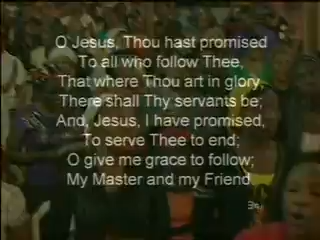 O Jesus, Thou hast promised
To all who follow Thee,
That where Thou art in glory,
There shall Thy servants be;
And, Jesus, I have promised,
To serve Thee to end;
O give me grace to follow;
My Master and my Friend